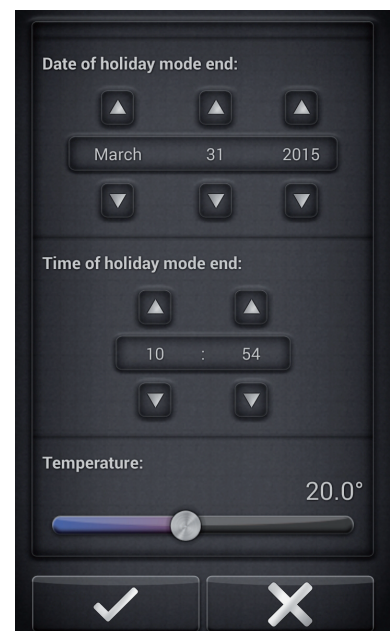 Date of holiday mode end:
March 31 2015
Time of holiday mode end:
10 : 54
Temperature:
20.0°